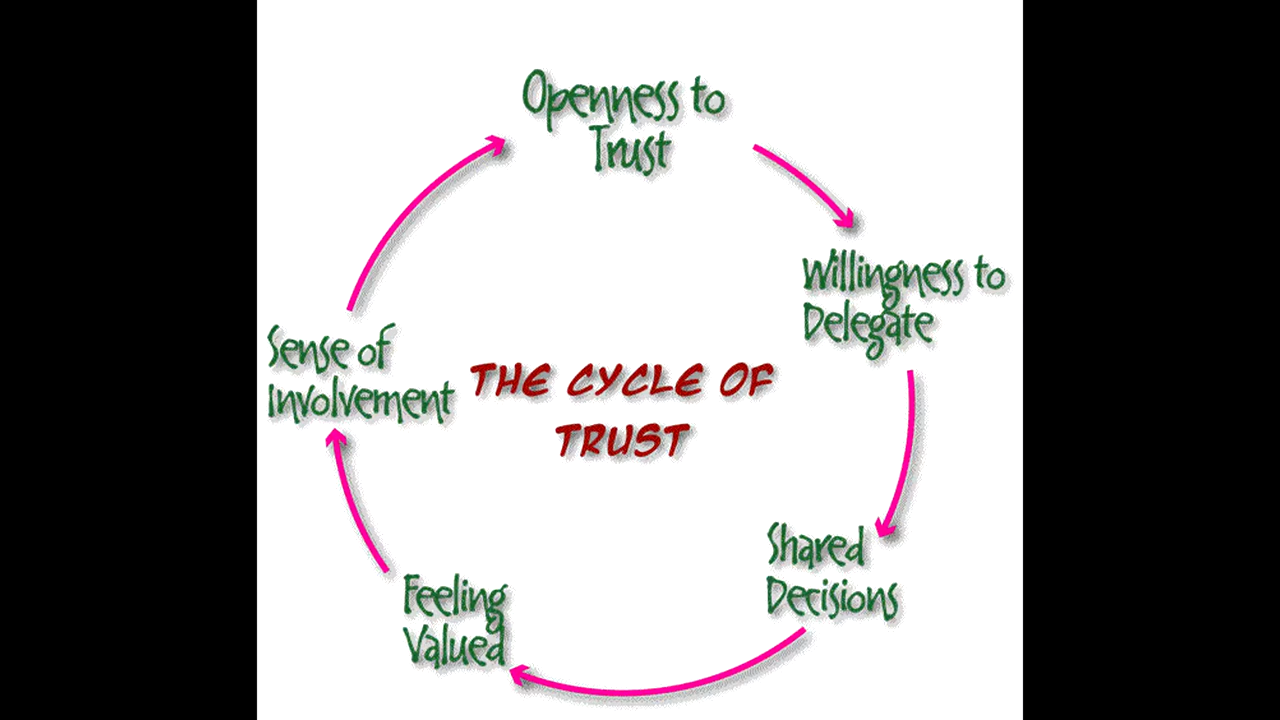 Openness to
Trust
Willingness to
Delegate
Shared
Decisions
Feeling
Valued
Sense of
Involvement
THE CYCLE OF
TRUST